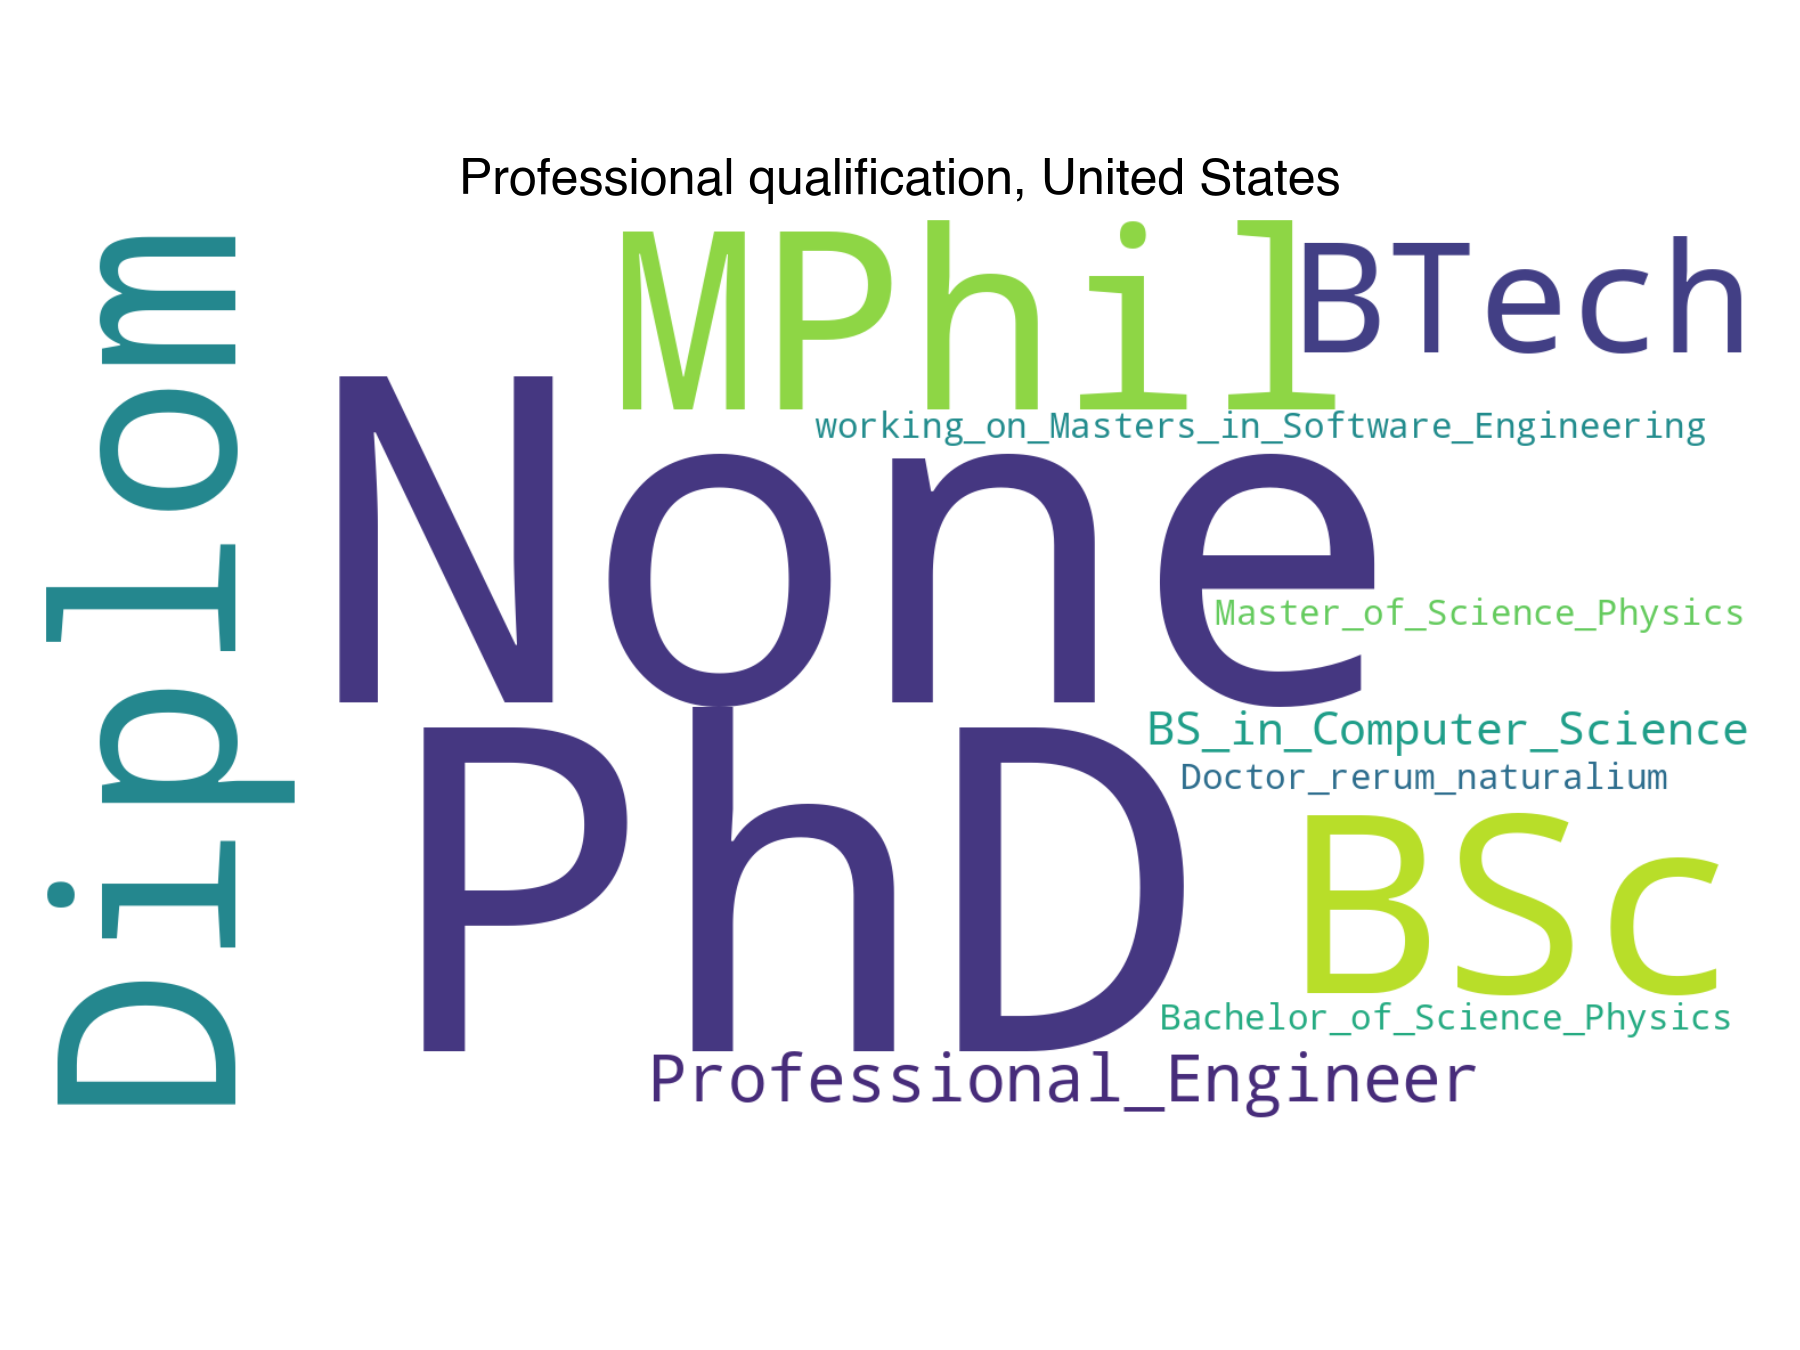 Professional qualification, United States
Diplom
MPhil
BTech
working_on_Masters_in_Software_Engineering
None
Master_of_Science_Physics
PhD
BS_in_Computer_Science
Doctor_rerum_naturalium
BSc
Bachelor_of_Science_Physics
Professional_Engineer